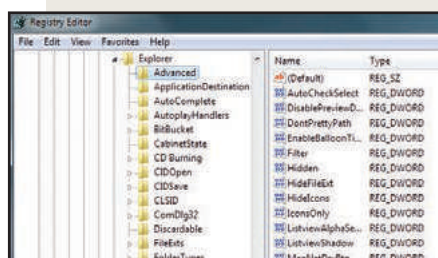 Registry Editor
File Edit View Favorites Help
Explorer
Advanced
ApplicationDestination
AutoComplete
AutoplayHandlers
BitBucket
CabinetState
CD Burning
CIDOpen
CIDSave
CLSID
ComDlg32
Discardable
FileExts
Name Type
(Default) REG_SZ
AutoCheckSelect REG_DWORD
DisablePreviewD... REG_DWORD
DontPrettyPath REG_DWORD
EnableBalloonTi... REG_DWORD
Filter REG_DWORD
Hidden REG_DWORD
HideFileExt REG_DWORD
HideIcons REG_DWORD
IconsOnly REG_DWORD
ListviewAlphaSe... REG_DWORD
ListviewShadow REG_DWORD